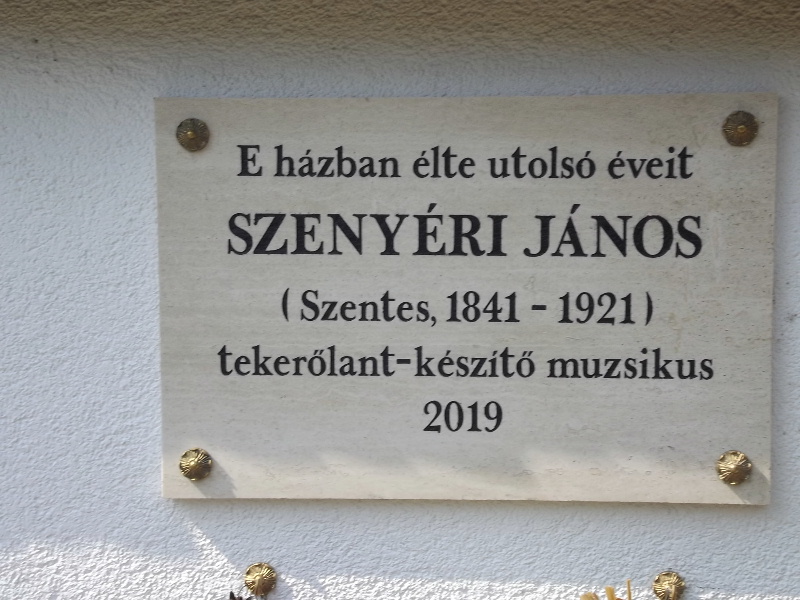 E házban élte utolsó éveit
SZENYÉRI JÁNOS
( Szentes, 1841 - 1921 )
tekerőlant-készítő muzsikus
2019